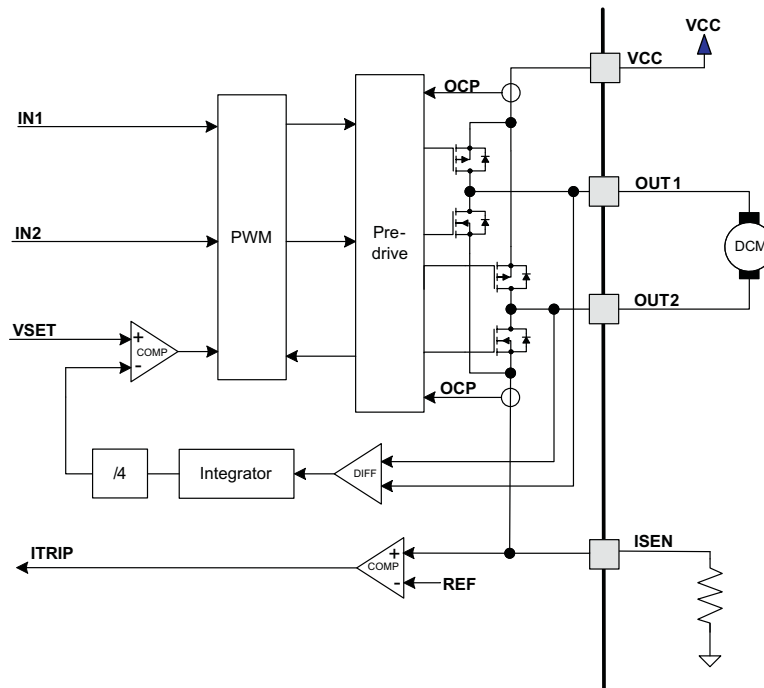 VCC
VCC
OCP
IN1
OUT1
PWM
Pre-
drive
DCM
IN2
OUT2
VSET
+
COMP
-
OCP
/4
Integrator
DIFF
ITRIP
+
COMP
-
REF
ISEN